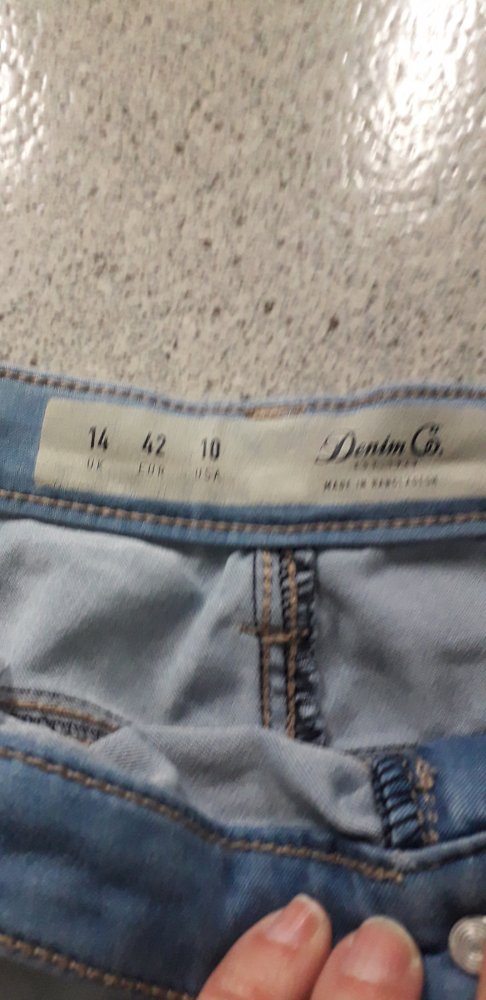 14 42 10
UK EUR USA
Denim Co.
MADE IN BANGLADESH